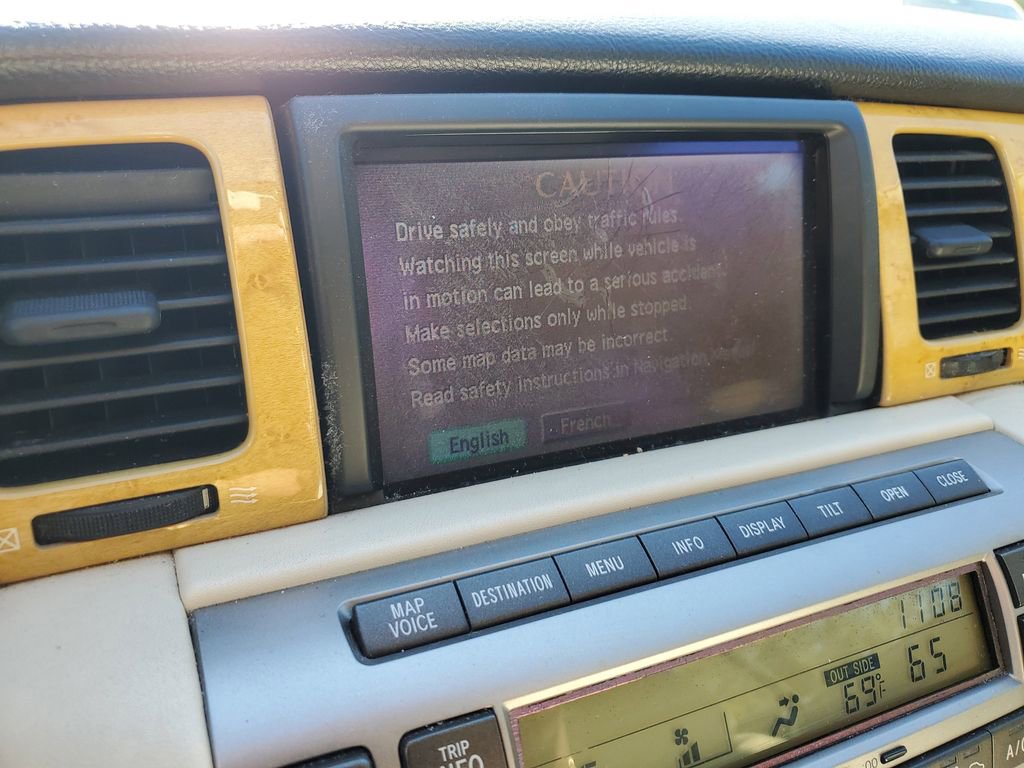 CAUTION
Drive safely and obey traffic rules.
Watching this screen while vehicle is
in motion can lead to a serious accident.
Make selections only while stopped.
Some map data may be incorrect.
Read safety instructions in Navigation
English French
MAP VOICE
DESTINATION
MENU
INFO
DISPLAY
TILT
OPEN
CLOSE
1108
OUT SIDE
69°F
65
TRIP
INFO
A/C